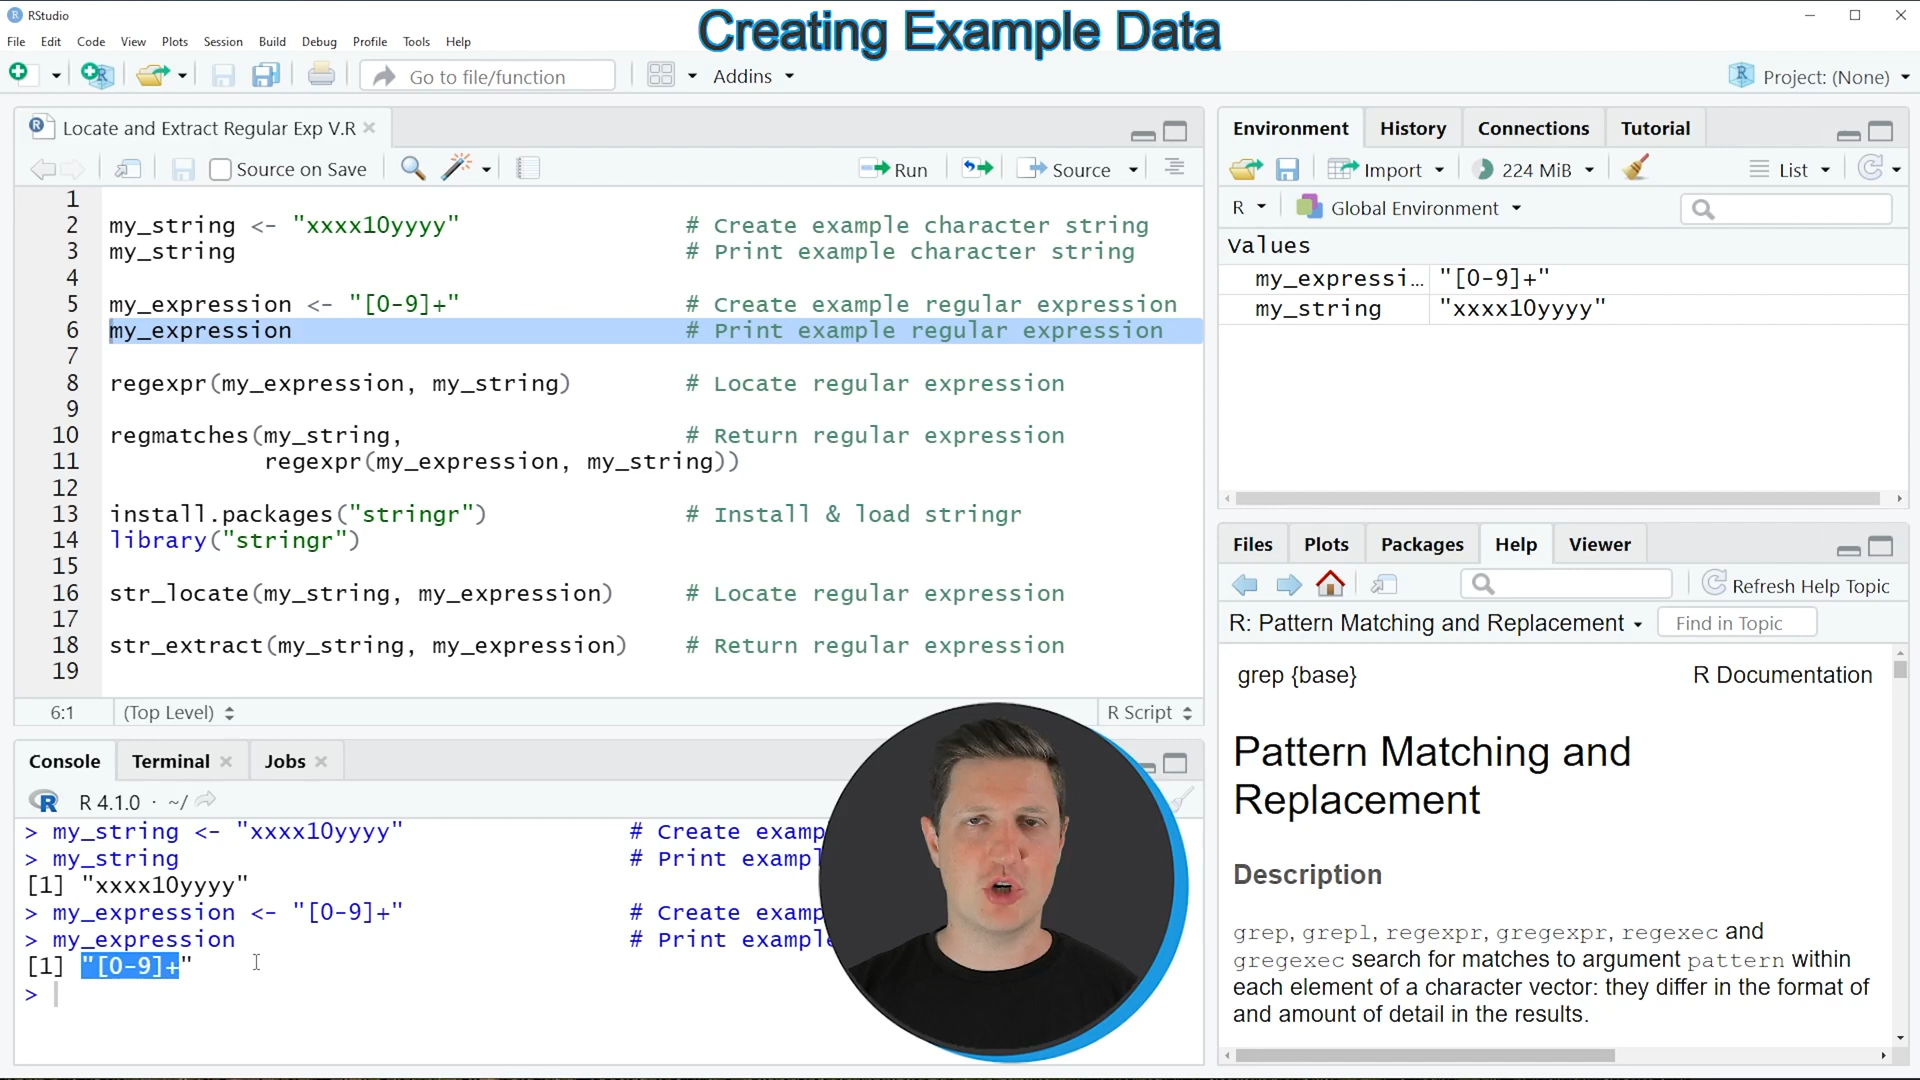 RStudio
Creating Example Data
File Edit Code View Plots Session Build Debug Profile Tools Help
Go to file/function
Addins
Project: (None)
Locate and Extract Regular Exp V.R
Source on Save
Run
Source
1
2 my_string <- "xxxx10yyyy" # Create example character string
3 my_string # Print example character string
4
5 my_expression <- "[0-9]+" # Create example regular expression
6 my_expression # Print example regular expression
7
8 regexpr(my_expression, my_string) # Locate regular expression
9
10 regmatches(my_string, # Return regular expression
11 regexpr(my_expression, my_string))
12
13 install.packages("stringr") # Install & load stringr
14 library("stringr")
15
16 str_locate(my_string, my_expression) # Locate regular expression
17
18 str_extract(my_string, my_expression) # Return regular expression
19
6:1 (Top Level) R Script
Console Terminal Jobs
R 4.1.0 · ~/
> my_string <- "xxxx10yyyy" # Create examp
> my_string # Print exampl
[1] "xxxx10yyyy"
> my_expression <- "[0-9]+" # Create examp
> my_expression # Print example
[1] "[0-9]+"
>
Environment History Connections Tutorial
Import 224 MiB List
R Global Environment
Values
my_expressi... "[0-9]+"
my_string "xxxx10yyyy"
Files Plots Packages Help Viewer
Refresh Help Topic
R: Pattern Matching and Replacement Find in Topic
grep {base} R Documentation
Pattern Matching and
Replacement
Description
grep, grepl, regexpr, gregexpr, regexec and
gregexec search for matches to argument pattern within
each element of a character vector: they differ in the format of
and amount of detail in the results.